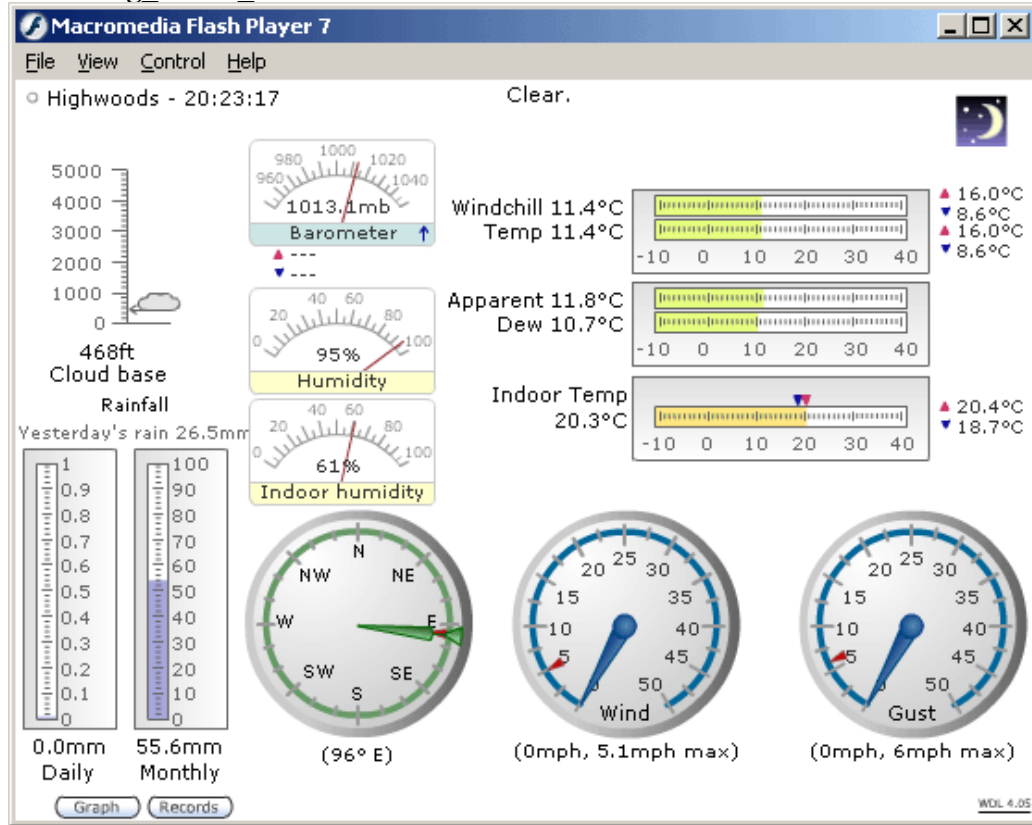 Macromedia Flash Player 7
File View Control Help
Highwoods - 20:23:17
Clear.
5000
4000
3000
2000
1000
0
468ft
Cloud base
960 980 1000 1020 1040
1013.1mb
Barometer
---
---
0 20 40 60 80 100
95%
Humidity
0 20 40 60 80 100
61%
Indoor humidity
Windchill 11.4°C
Temp 11.4°C
-10 0 10 20 30 40
16.0°C
8.6°C
16.0°C
8.6°C
Apparent 11.8°C
Dew 10.7°C
-10 0 10 20 30 40
Indoor Temp
20.3°C
-10 0 10 20 30 40
20.4°C
18.7°C
Rainfall
Yesterday's rain 26.5mm
1
0.9
0.8
0.7
0.6
0.5
0.4
0.3
0.2
0.1
0
0.0mm
Daily
100
90
80
70
60
50
40
30
20
10
0
55.6mm
Monthly
Graph
Records
N
NW NE
W E
SW SE
S
(96° E)
0 5 10 15 20 25 30 35 40 45 50
Wind
(0mph, 5.1mph max)
5 10 15 20 25 30 35 40 45 50
Gust
(0mph, 6mph max)
WDL 4.05